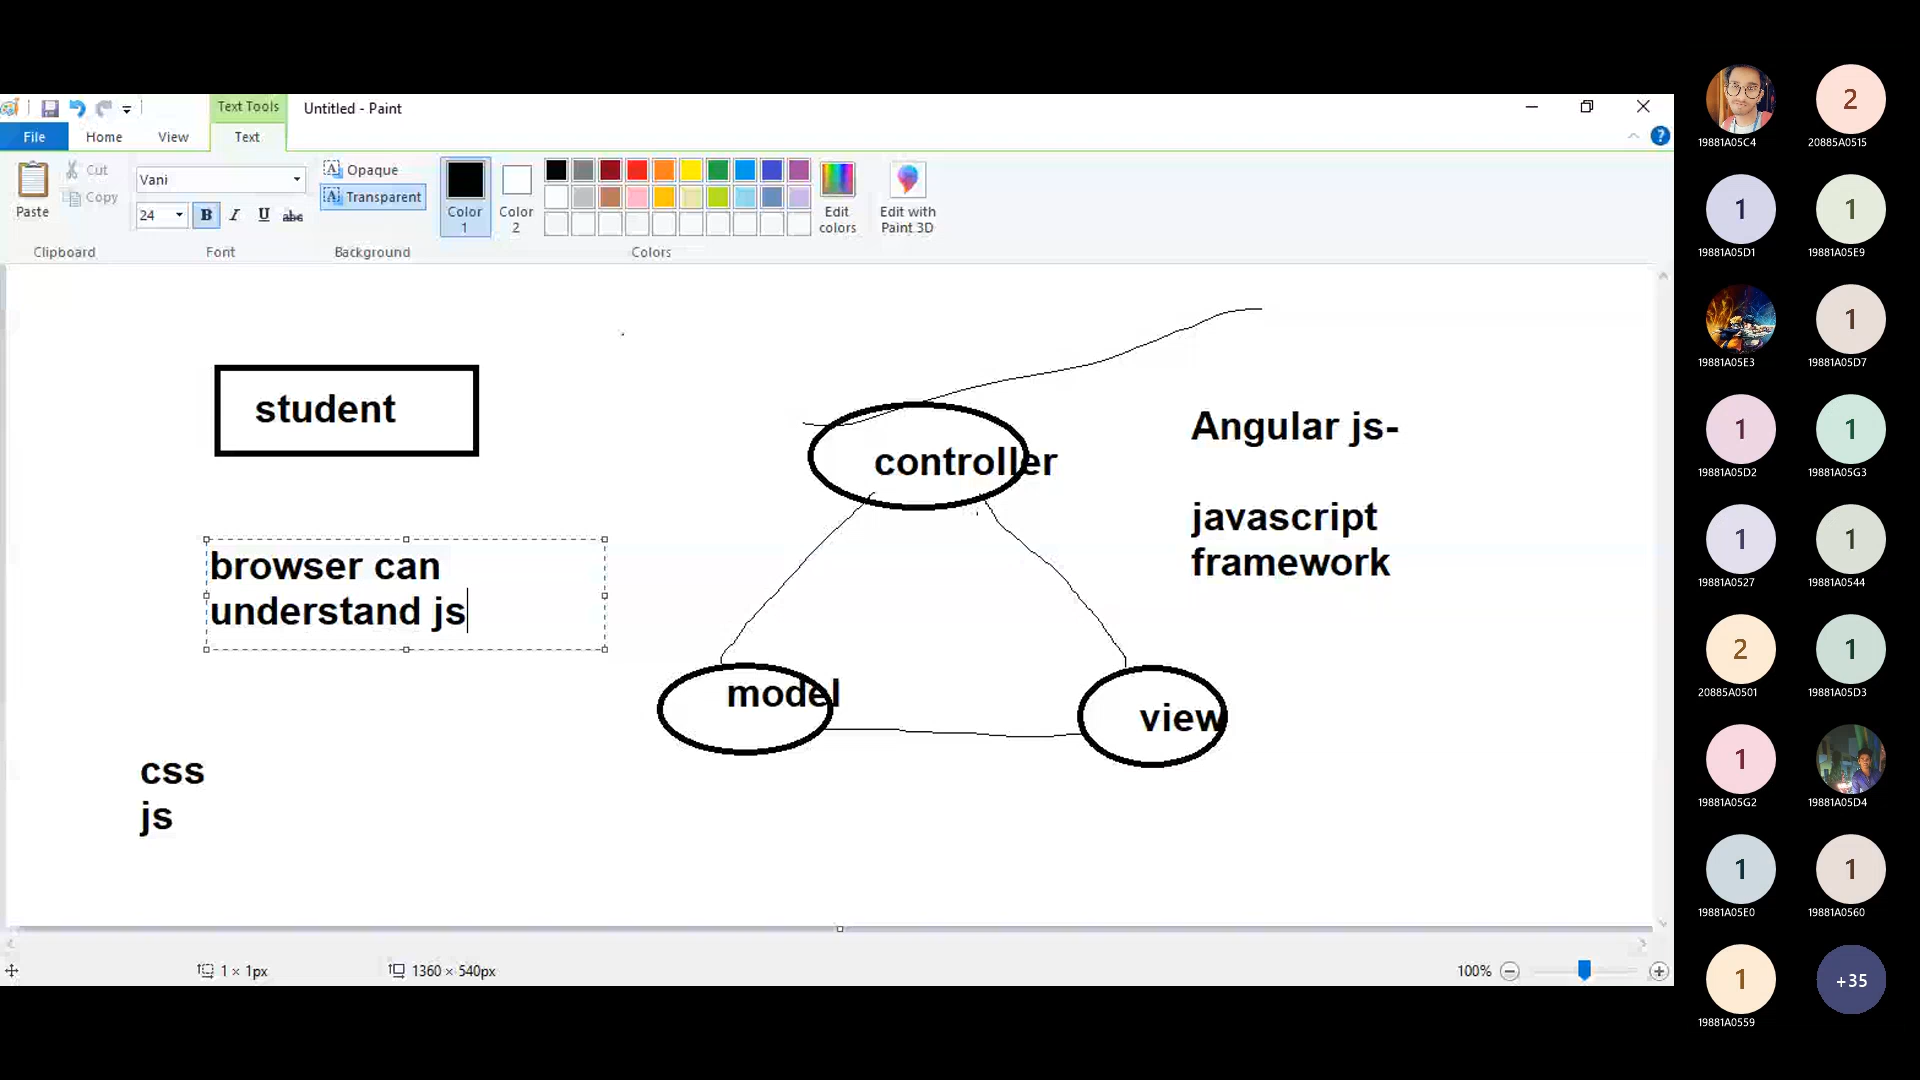 Untitled - Paint
Text Tools
File
Home
View
Text
Paste
Cut
Copy
Clipboard
Vani
24
B
I
U
abc
Font
Opaque
Transparent
Background
Color
1
Color
2
Edit
colors
Edit with
Paint 3D
Colors
student
controller
Angular js-
javascript
framework
browser can
understand js
model
view
css
js
1 × 1px
1360 × 540px
100%
19881A05C4
2
20885A0515
1
19881A05D1
1
19881A05E9
19881A05E3
1
19881A05D7
1
19881A05D2
1
19881A05G3
1
19881A0527
1
19881A0544
2
20885A0501
1
19881A05D3
1
19881A05G2
19881A05D4
1
19881A05E0
1
19881A0560
1
19881A0559
+35